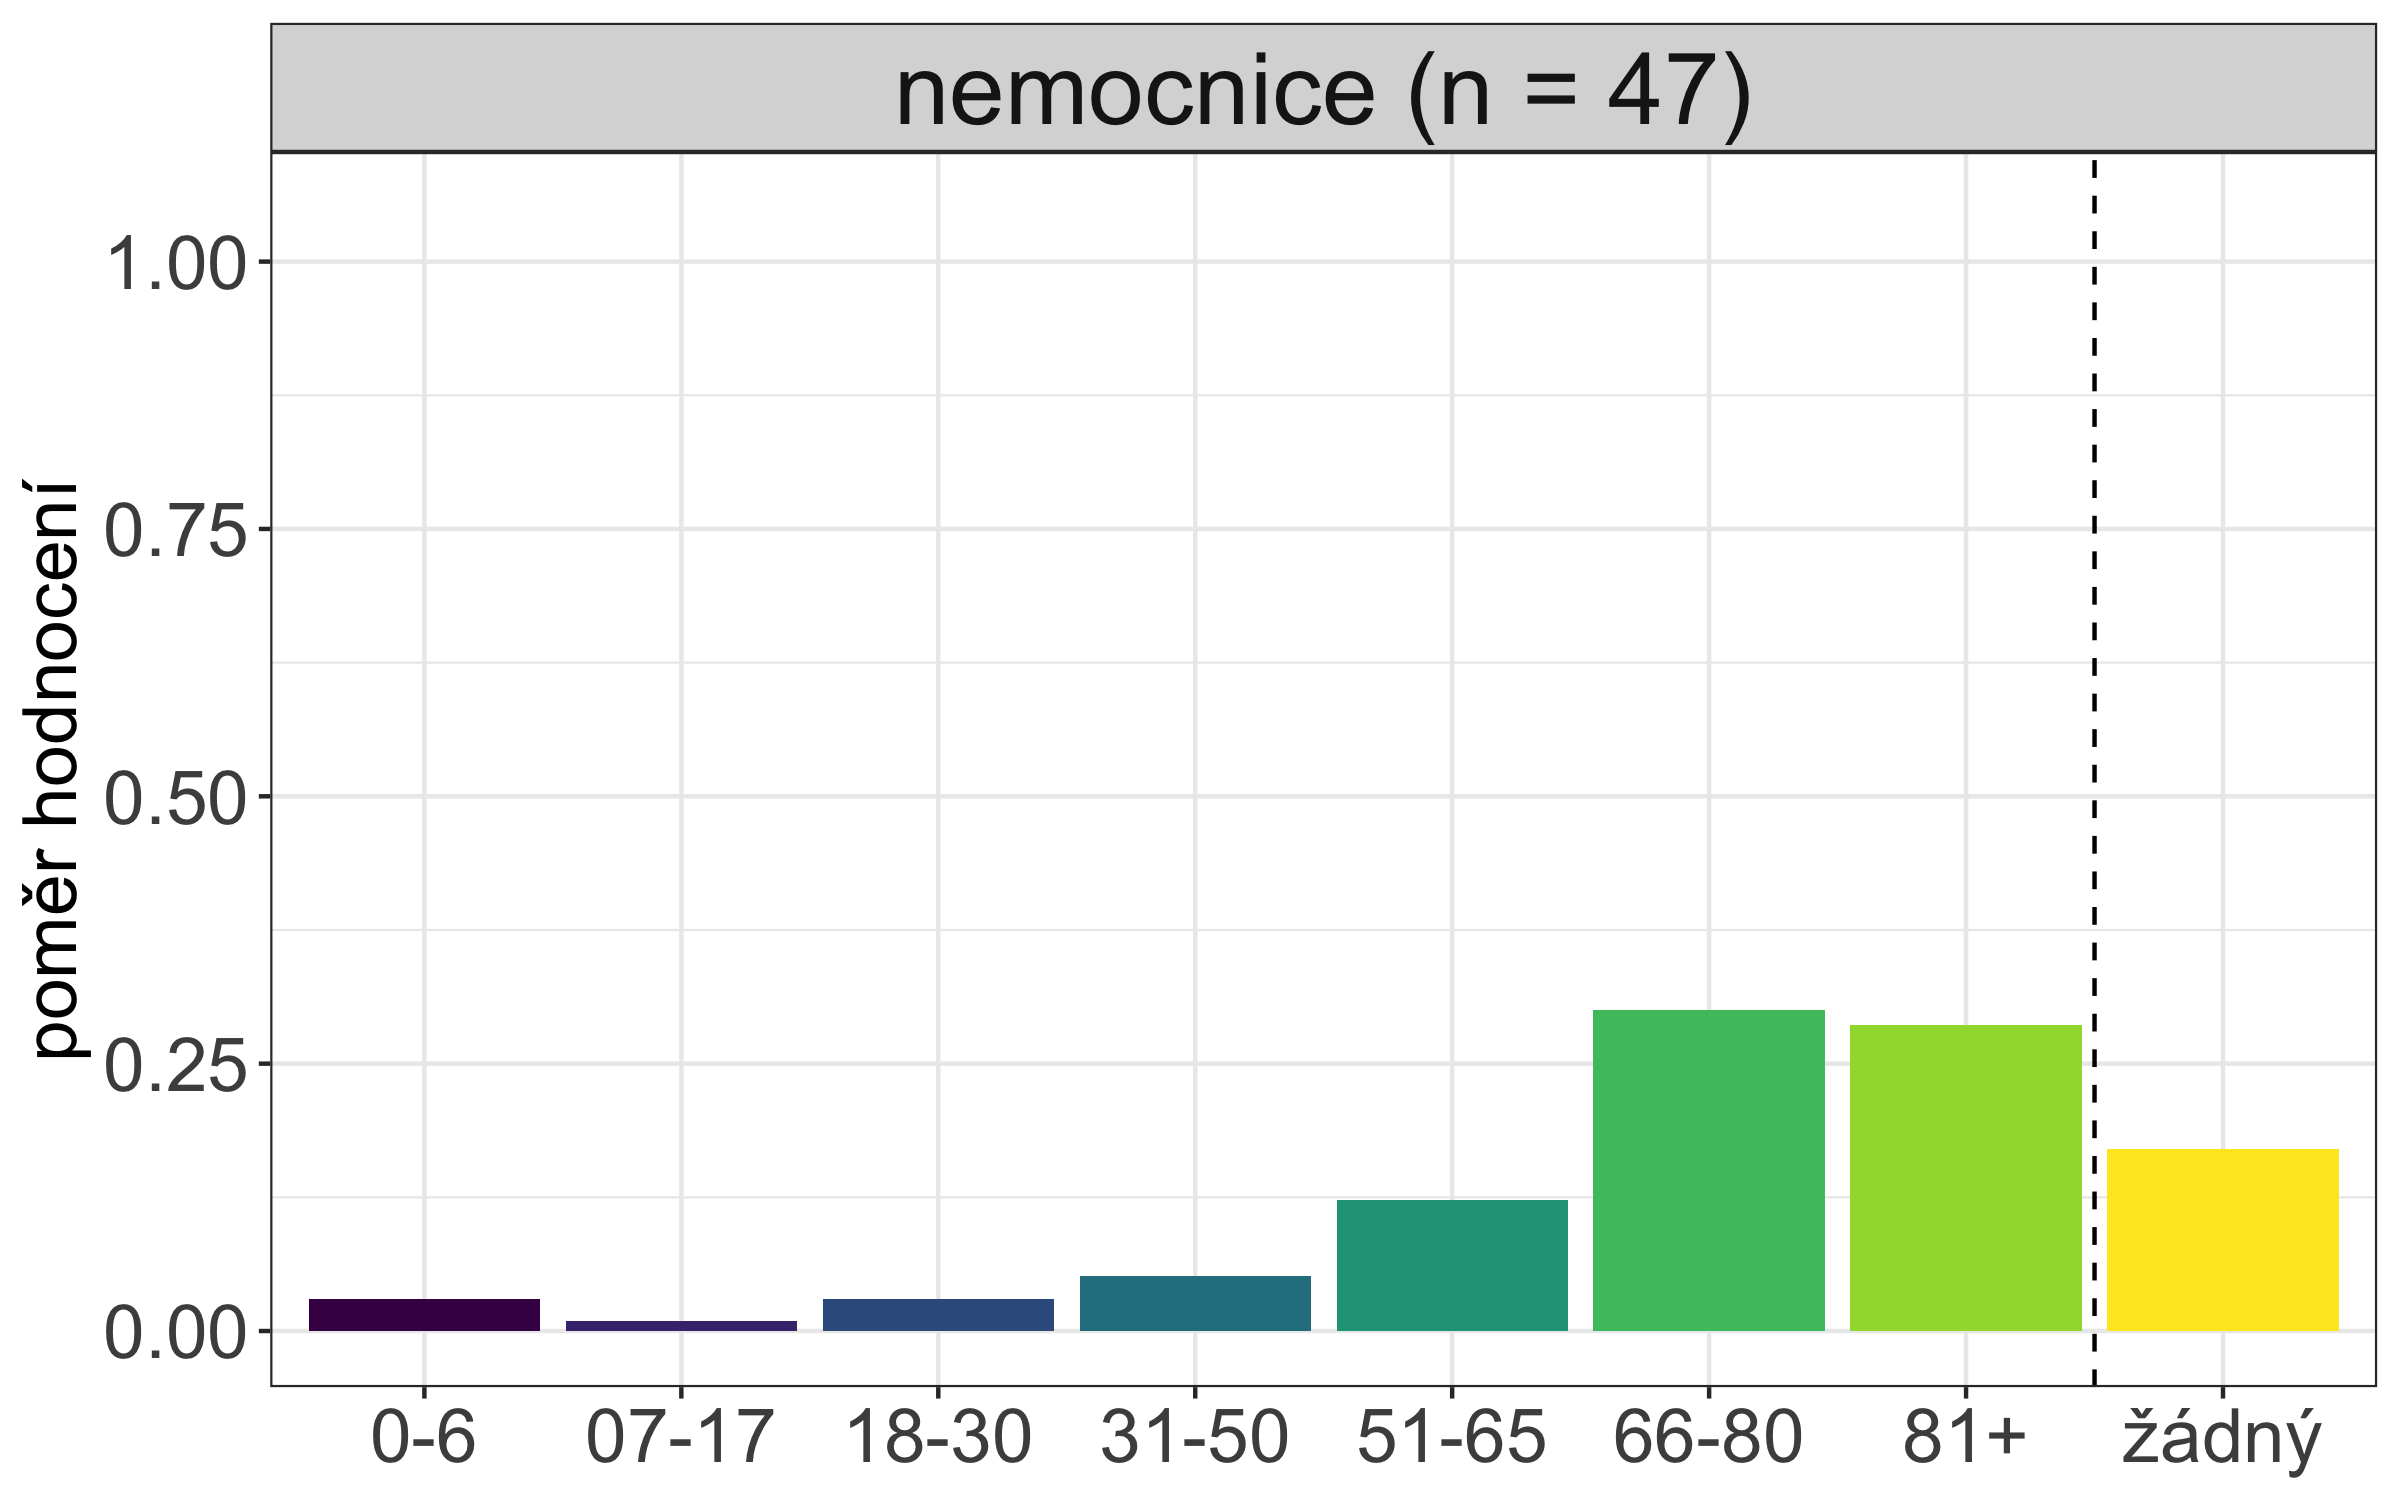 nemocnice (n = 47)
poměr hodnocení
1.00
0.75
0.50
0.25
0.00
0-6 07-17 18-30 31-50 51-65 66-80 81+ žádný